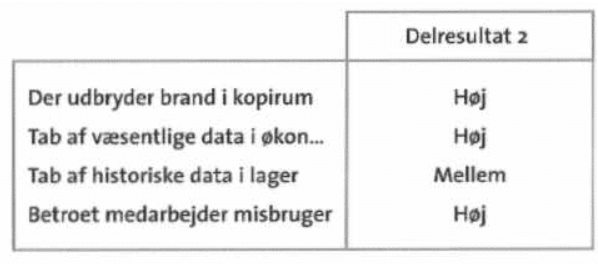 Delresultat 2
Der udbryder brand i kopirum Høj
Tab af væsentlige data i økon... Høj
Tab af historiske data i lager Mellem
Betroet medarbejder misbruger Høj